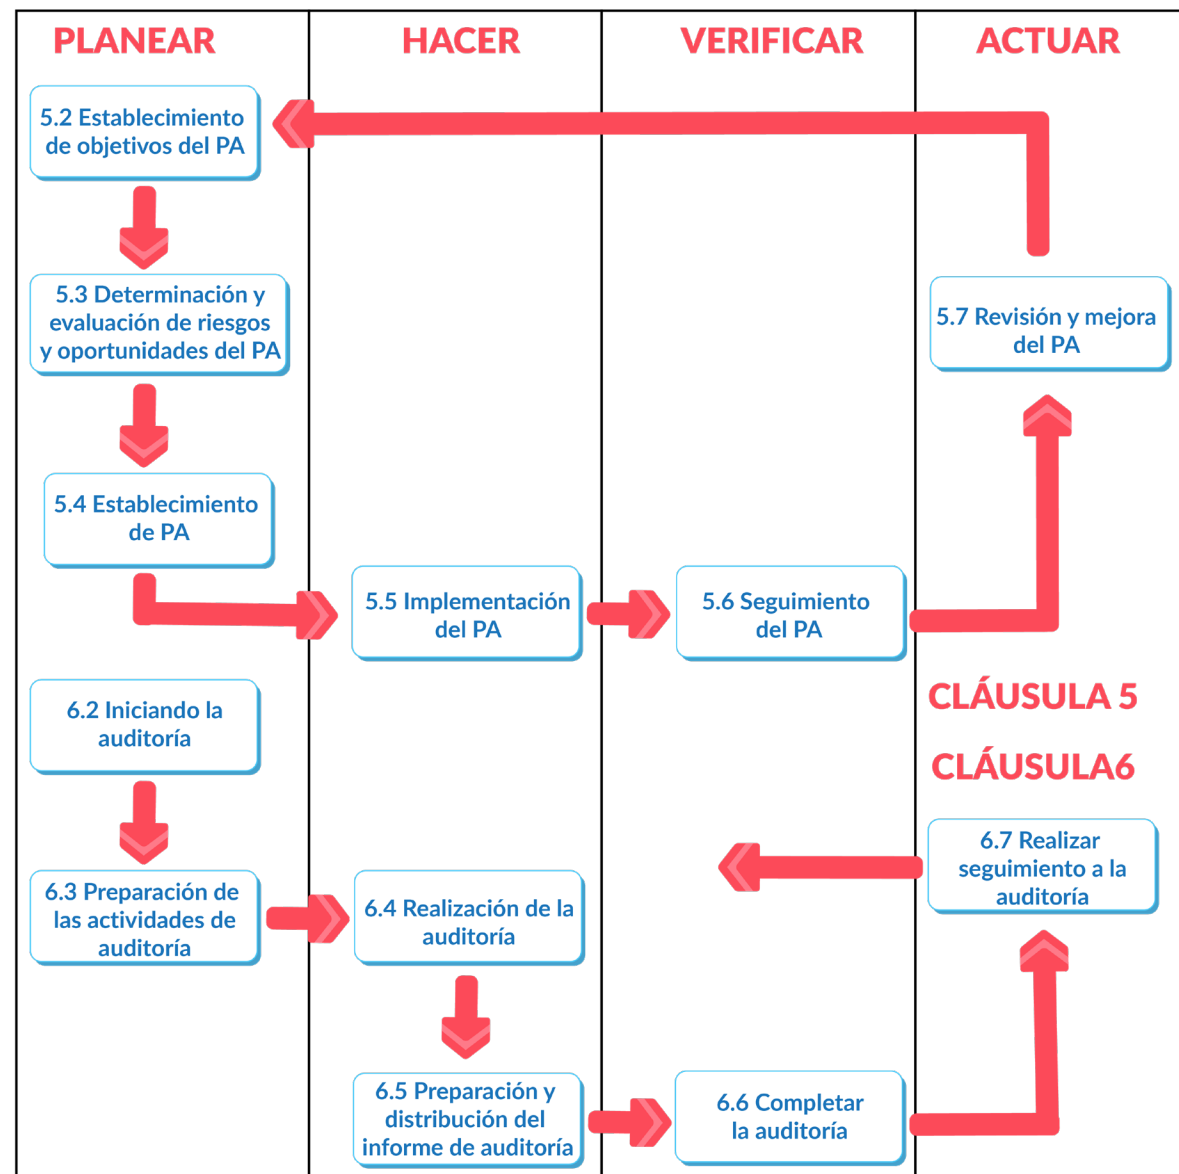 PLANEAR
HACER
VERIFICAR
ACTUAR
5.2 Establecimiento
de objetivos del PA
5.3 Determinación y
evaluación de riesgos
y oportunidades del PA
5.7 Revisión y mejora
del PA
5.4 Establecimiento
de PA
5.5 Implementación
del PA
5.6 Seguimiento
del PA
CLÁUSULA 5
6.2 Iniciando la
auditoría
CLÁUSULA6
6.3 Preparación de
las actividades de
auditoría
6.4 Realización de la
auditoría
6.7 Realizar
seguimiento a la
auditoría
6.5 Preparación y
distribución del
informe de auditoría
6.6 Completar
la auditoría